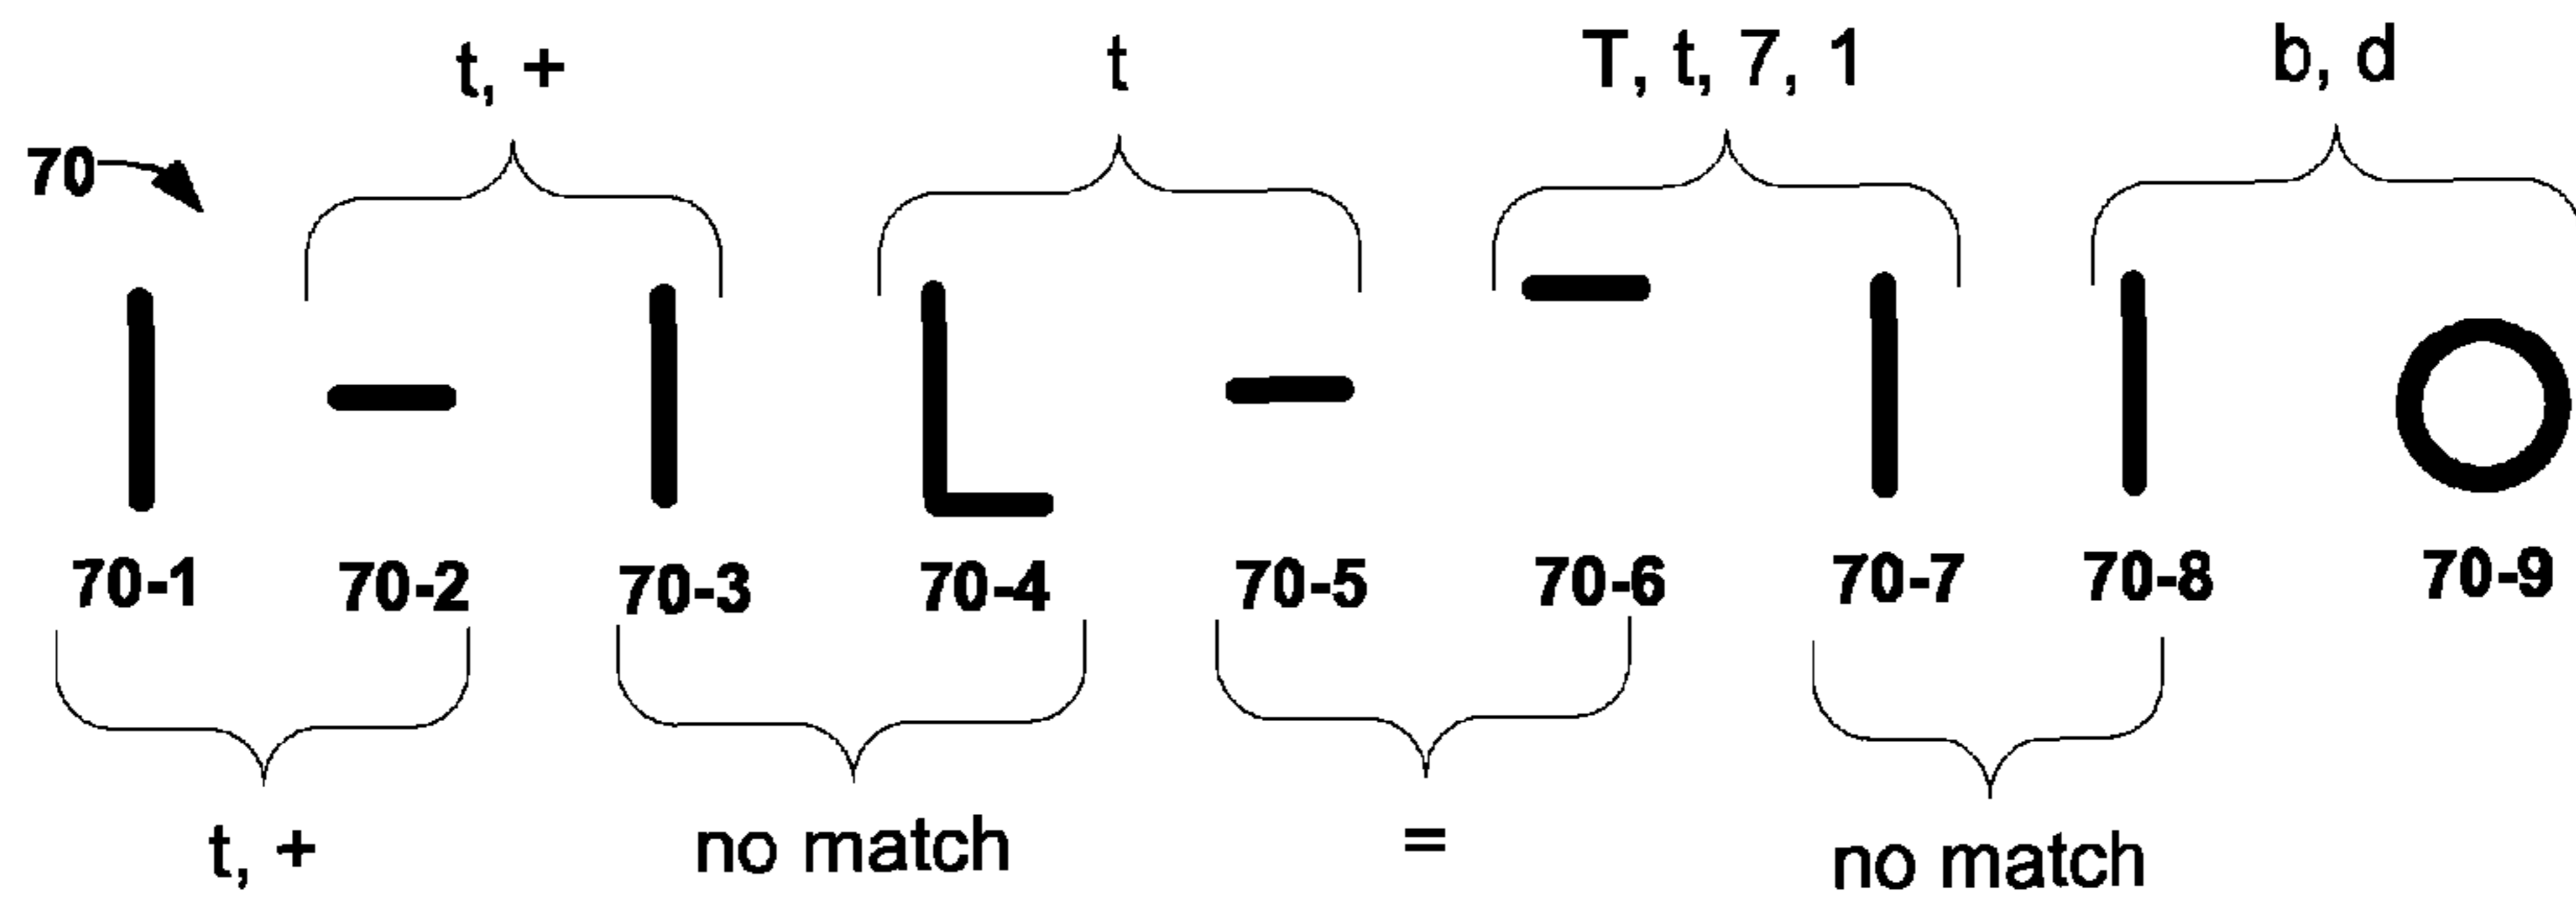 t, + t T, t, 7, 1 b, d
70
70-1 70-2 70-3 70-4 70-5 70-6 70-7 70-8 70-9
t, + no match = no match